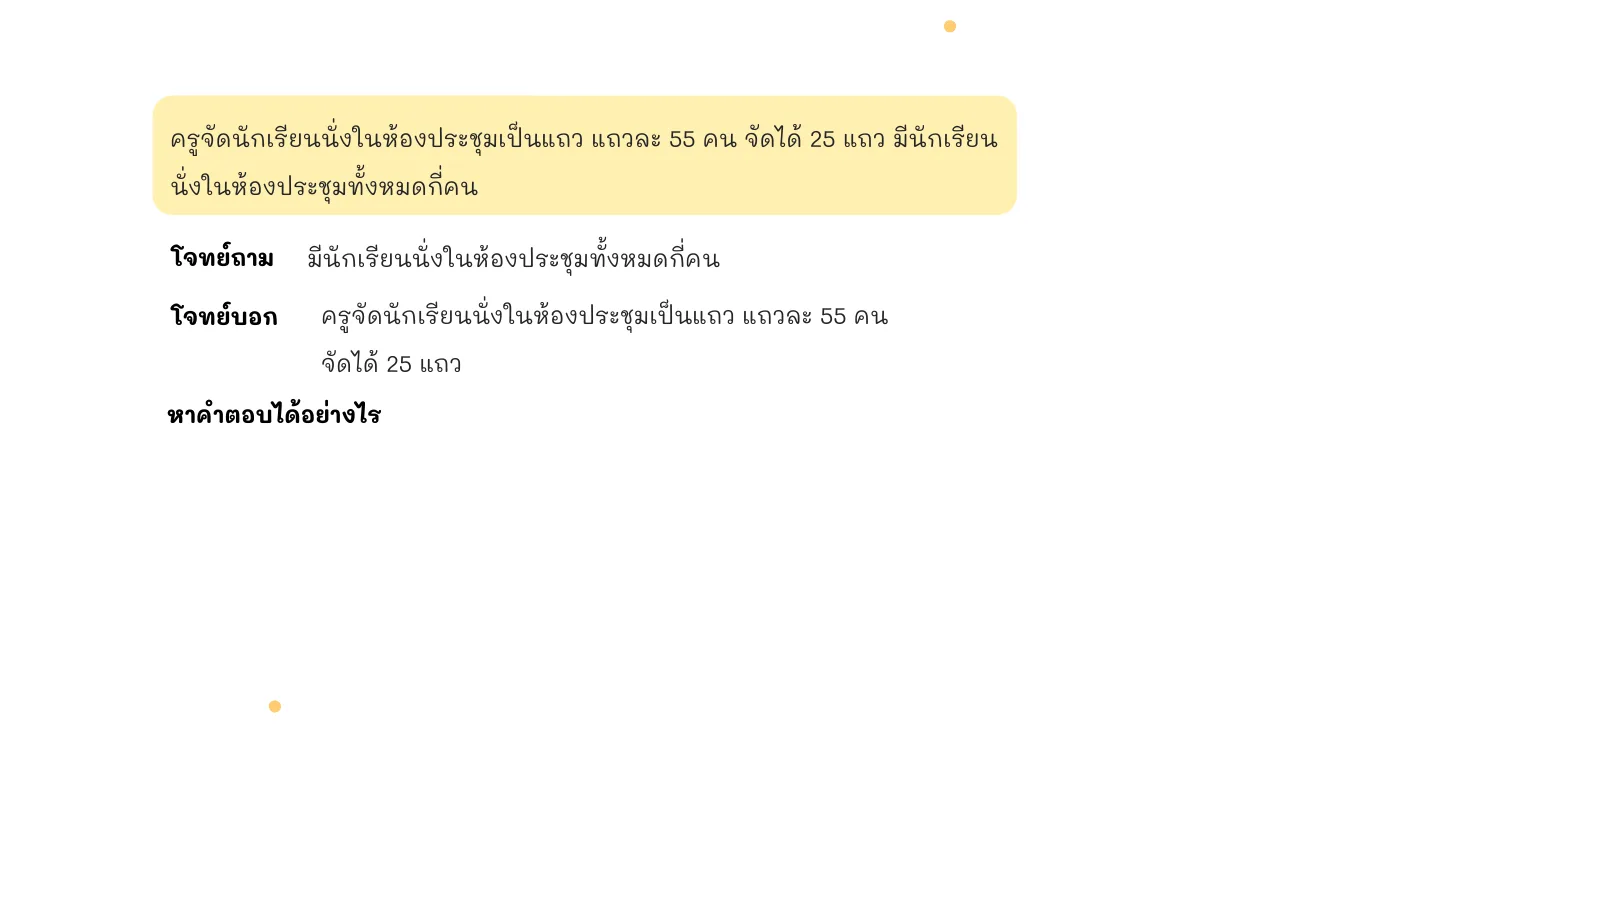 ครูจัดนักเรียนนั่งในห้องประชุมเป็นแถว แถวละ 55 คน จัดได้ 25 แถว มีนักเรียน
นั่งในห้องประชุมทั้งหมดกี่คน
โจทย์ถาม มีนักเรียนนั่งในห้องประชุมทั้งหมดกี่คน
โจทย์บอก ครูจัดนักเรียนนั่งในห้องประชุมเป็นแถว แถวละ 55 คน
จัดได้ 25 แถว
หาคำตอบได้อย่างไร